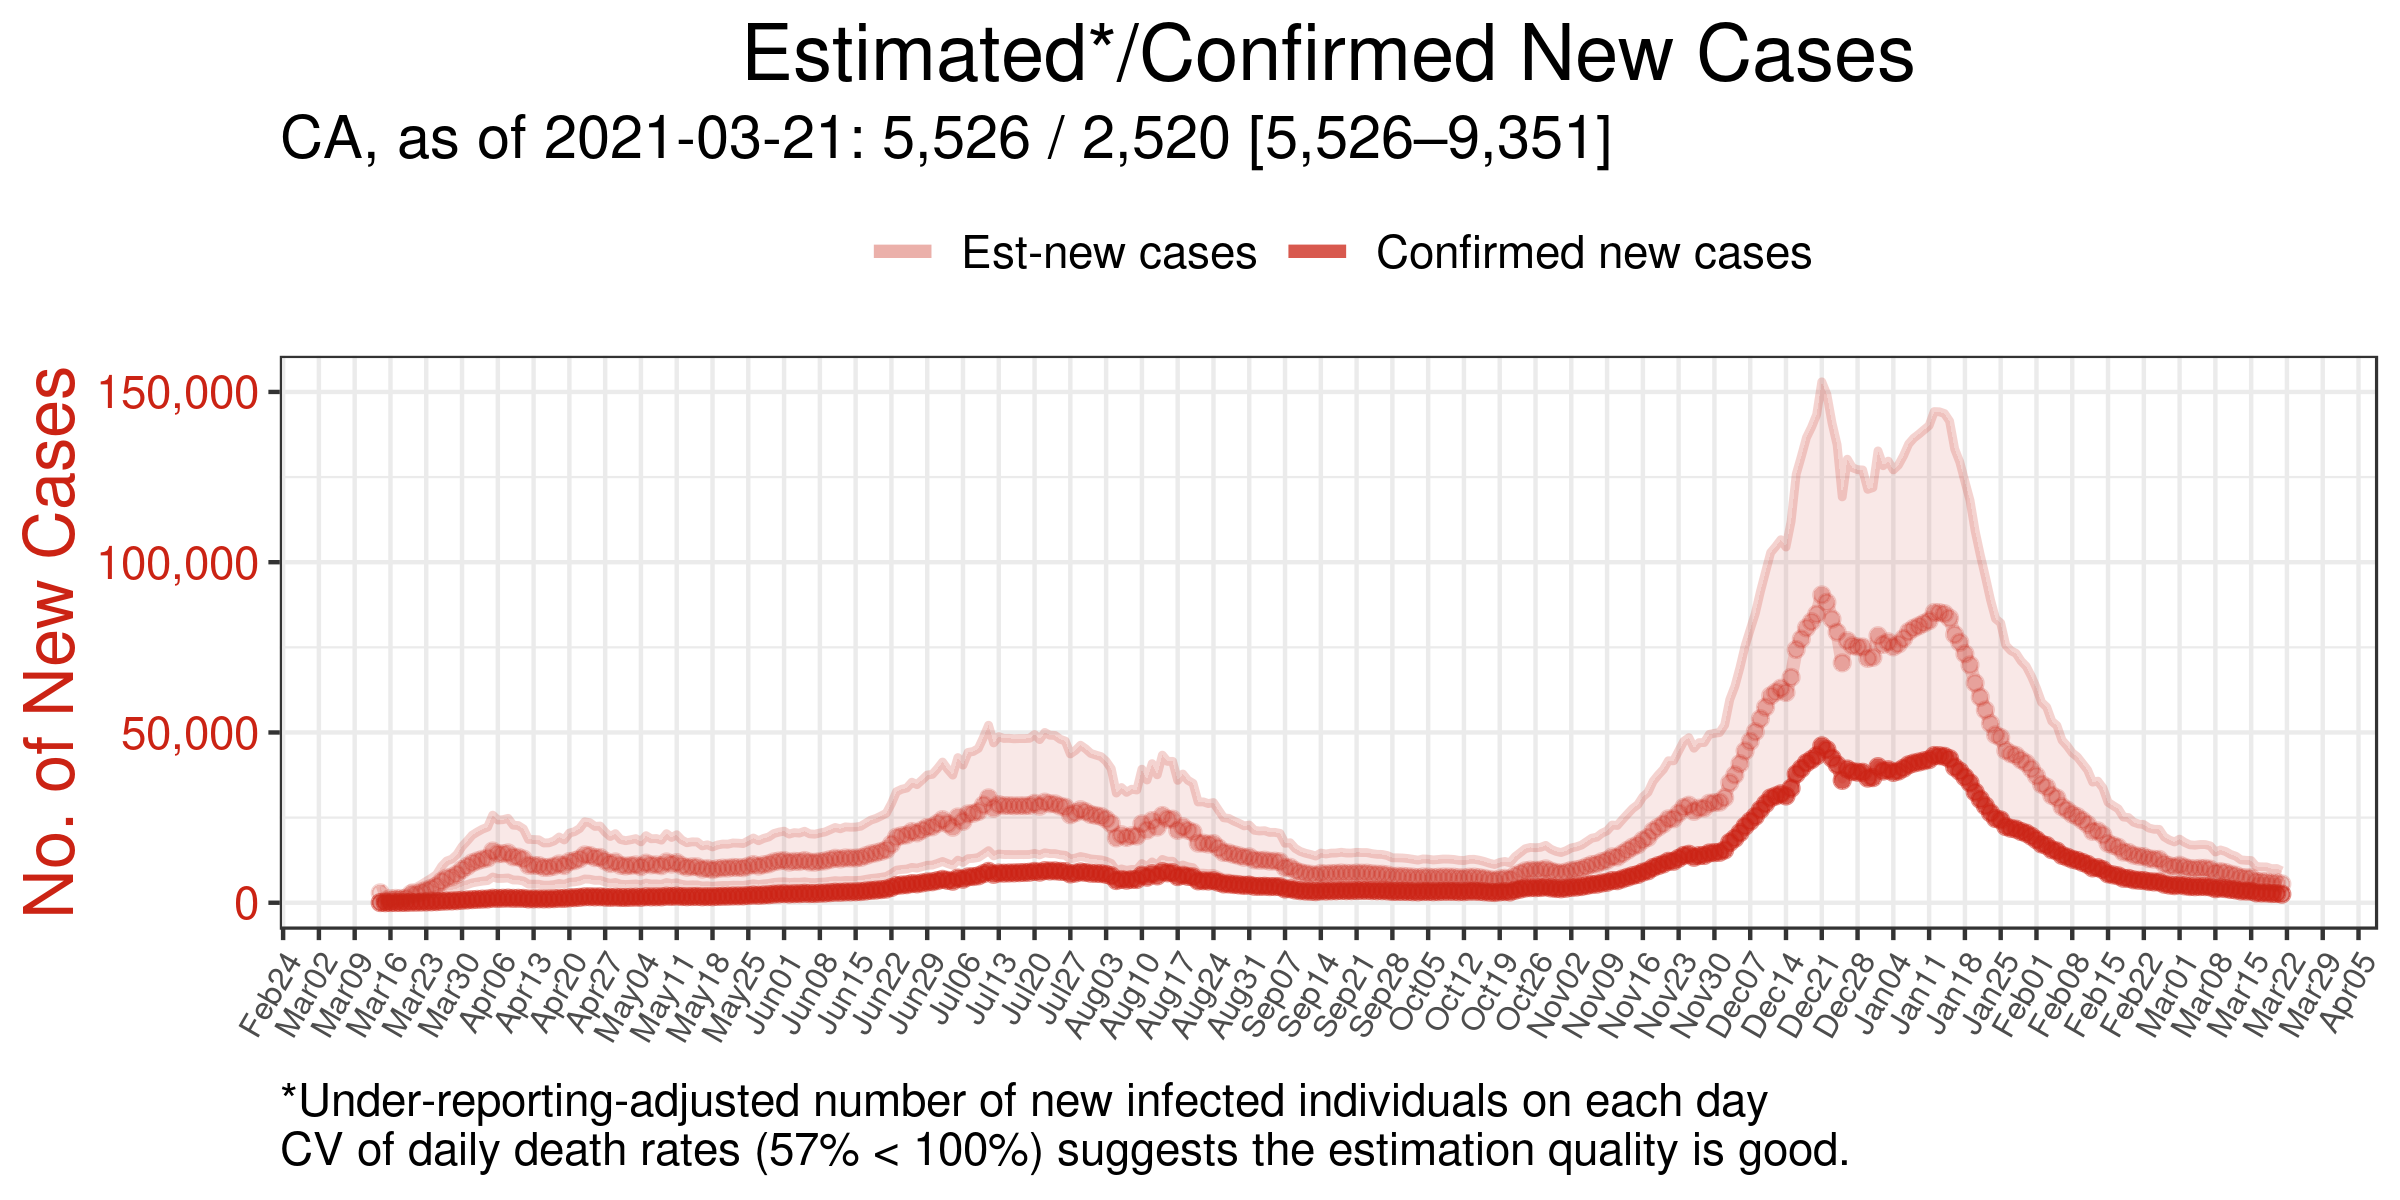 Estimated*/Confirmed New Cases
CA, as of 2021-03-21: 5,526 / 2,520 [5,526–9,351]
Est-new cases Confirmed new cases
No. of New Cases
150,000
100,000
50,000
0
Feb24 Mar02 Mar09 Mar16 Mar23 Mar30 Apr06 Apr13 Apr20 Apr27 May04 May11 May18 May25 Jun01 Jun08 Jun15 Jun22 Jun29 Jul06 Jul13 Jul20 Jul27 Aug03 Aug10 Aug17 Aug24 Aug31 Sep07 Sep14 Sep21 Sep28 Oct05 Oct12 Oct19 Oct26 Nov02 Nov09 Nov16 Nov23 Nov30 Dec07 Dec14 Dec21 Dec28 Jan04 Jan11 Jan18 Jan25 Feb01 Feb08 Feb15 Feb22 Mar01 Mar08 Mar15 Mar22 Mar29 Apr05
*Under-reporting-adjusted number of new infected individuals on each day
CV of daily death rates (57% < 100%) suggests the estimation quality is good.